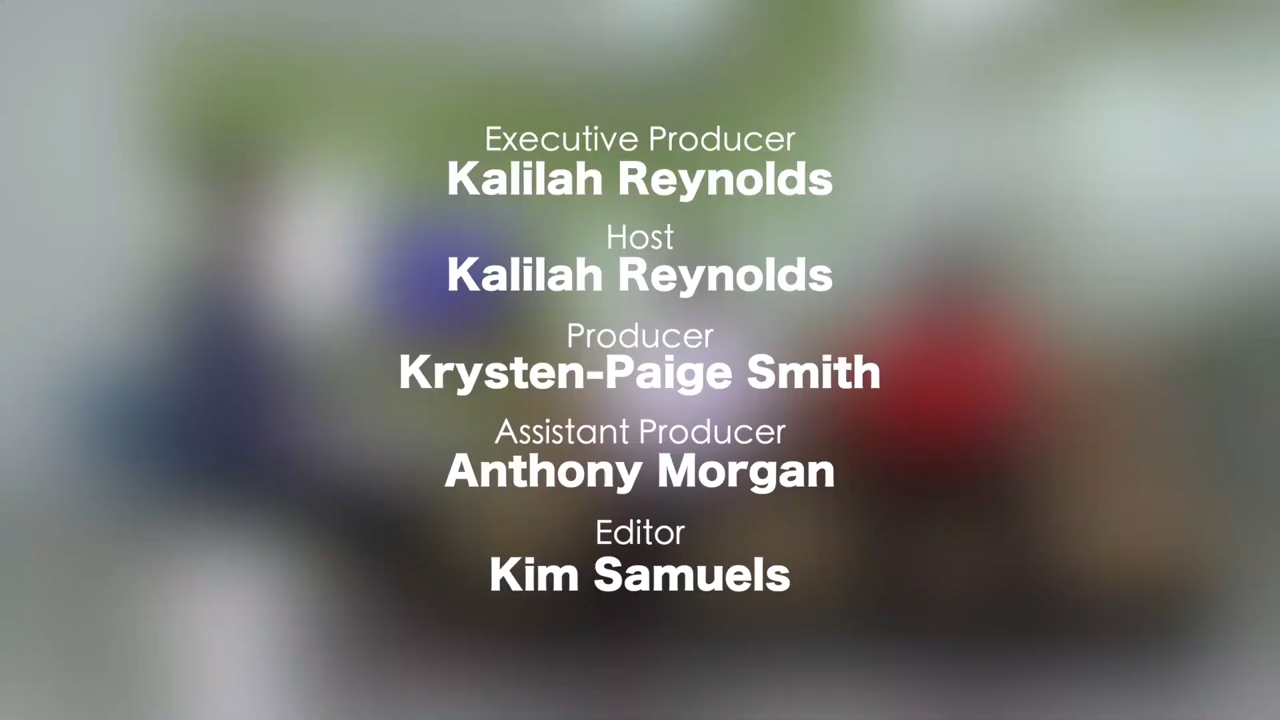 Executive Producer
Kalilah Reynolds
Host
Kalilah Reynolds
Producer
Krysten-Paige Smith
Assistant Producer
Anthony Morgan
Editor
Kim Samuels